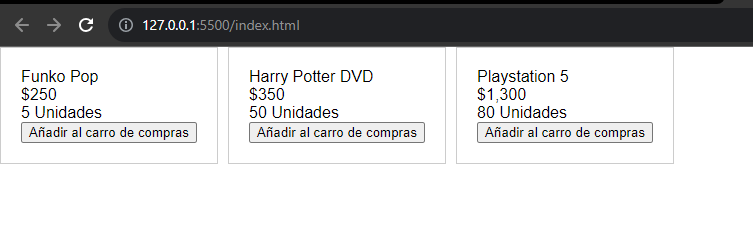 127.0.0.1:5500/index.html
Funko Pop
$250
5 Unidades
Añadir al carro de compras
Harry Potter DVD
$350
50 Unidades
Añadir al carro de compras
Playstation 5
$1,300
80 Unidades
Añadir al carro de compras